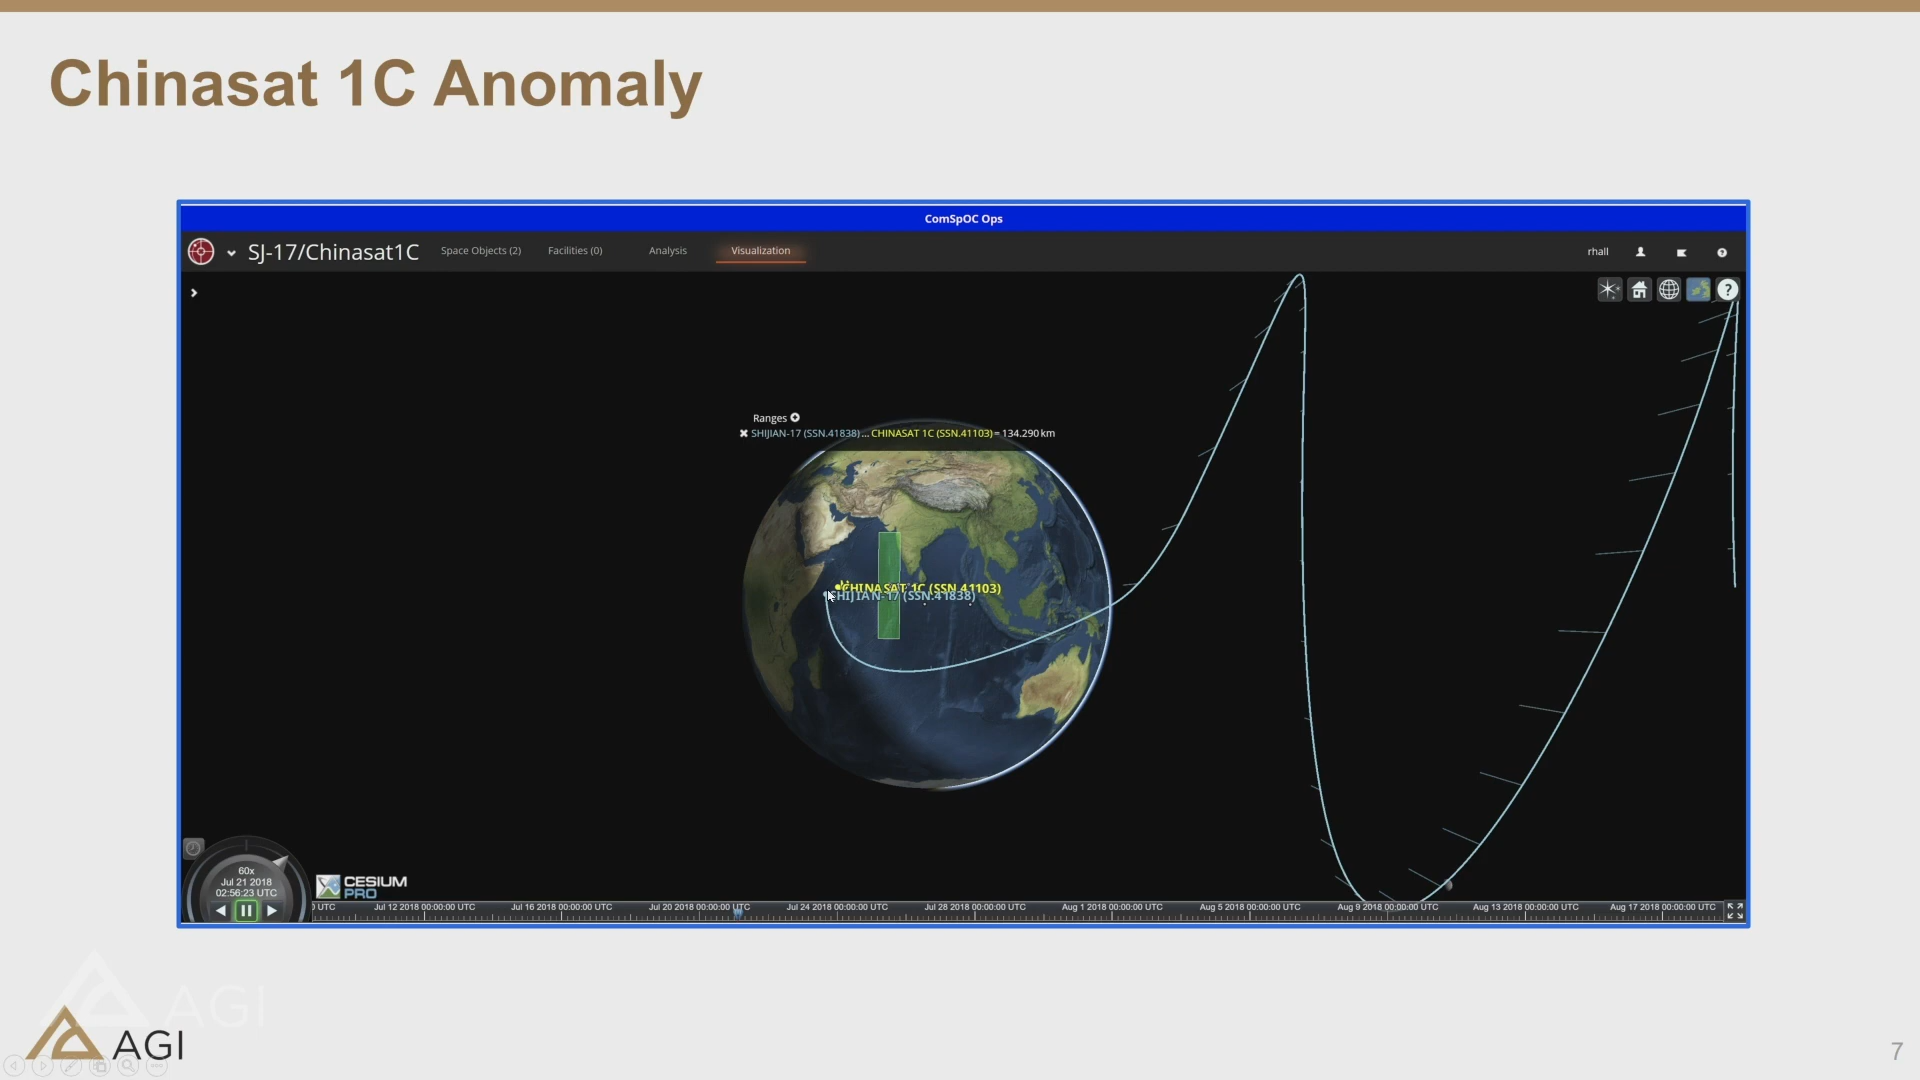 Chinasat 1C Anomaly
ComSpOC Ops
SJ-17/Chinasat1C
Space Objects (2)
Facilities (0)
Analysis
Visualization
rhall
Ranges
SHIJIAN-17 (SSN.41838)... CHINASAT 1C (SSN.41103) = 134.290 km
CHINASAT 1C (SSN.41103)
SHIJIAN-17 (SSN.41838)
60x
Jul 21 2018
02:56:23 UTC
CESIUM
PRO
UTC
Jul 12 2018 00:00:00 UTC
Jul 16 2018 00:00:00 UTC
Jul 20 2018 00:00:00 UTC
Jul 24 2018 00:00:00 UTC
Jul 28 2018 00:00:00 UTC
Aug 1 2018 00:00:00 UTC
Aug 5 2018 00:00:00 UTC
Aug 9 2018 00:00:00 UTC
Aug 13 2018 00:00:00 UTC
Aug 17 2018 00:00:00 UTC
AGI
AGI
7